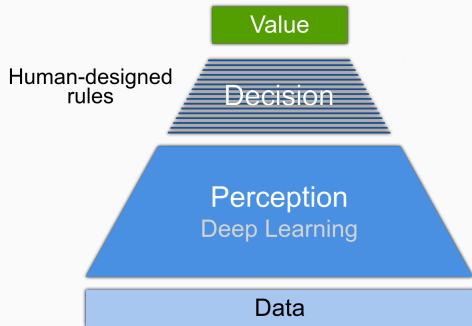 Value
Human-designed
rules
Decision
Perception
Deep Learning
Data